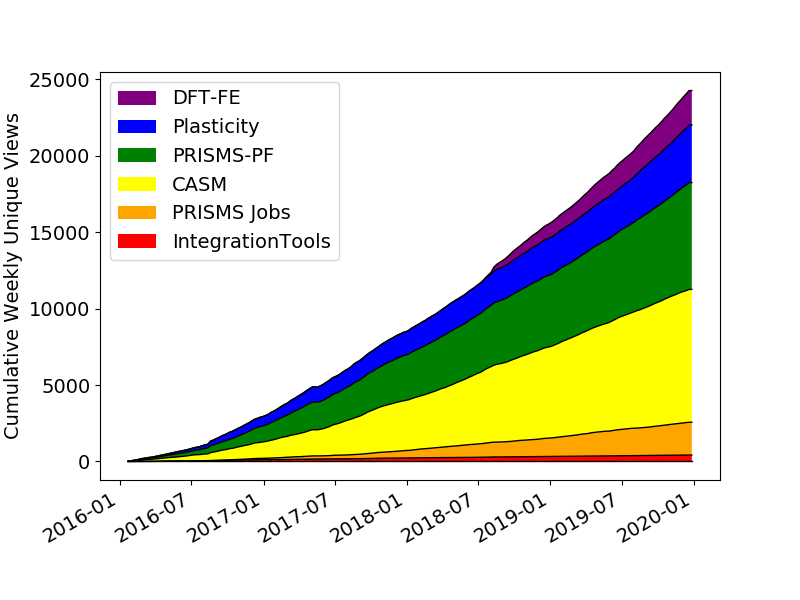 Cumulative Weekly Unique Views
25000
20000
15000
10000
5000
0
DFT-FE
Plasticity
PRISMS-PF
CASM
PRISMS Jobs
IntegrationTools
2016-01
2016-07
2017-01
2017-07
2018-01
2018-07
2019-01
2019-07
2020-01